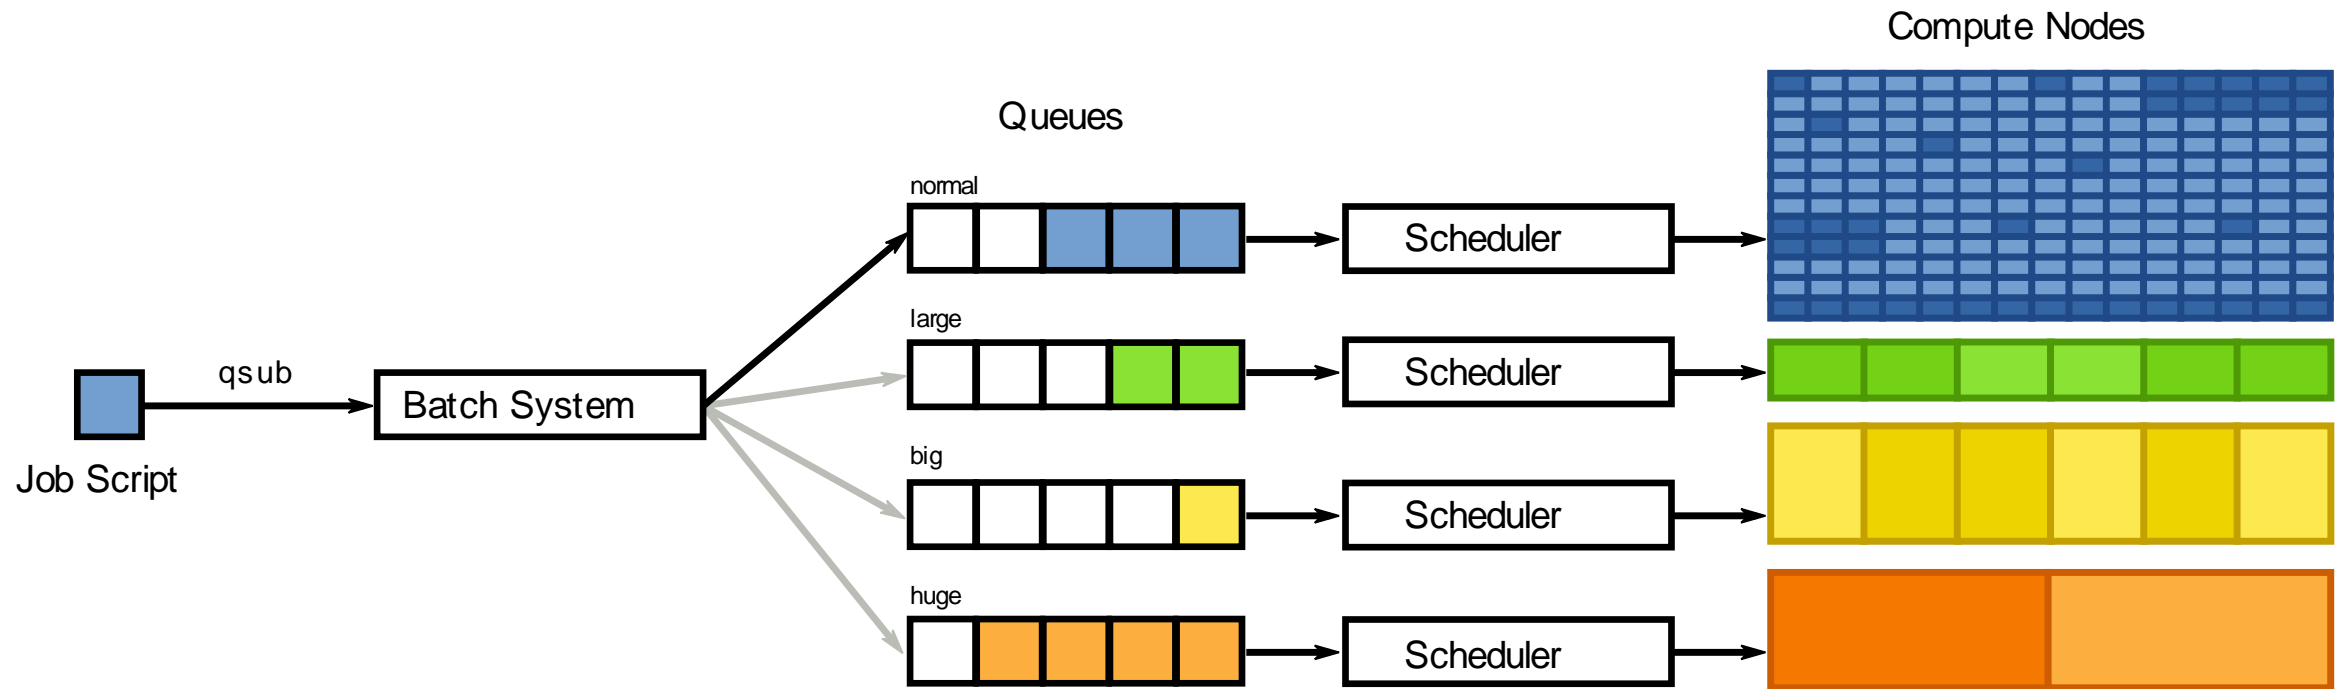 Compute Nodes
Queues
normal
Scheduler
large
Scheduler
qsub
Batch System
big
Job Script
Scheduler
huge
Scheduler